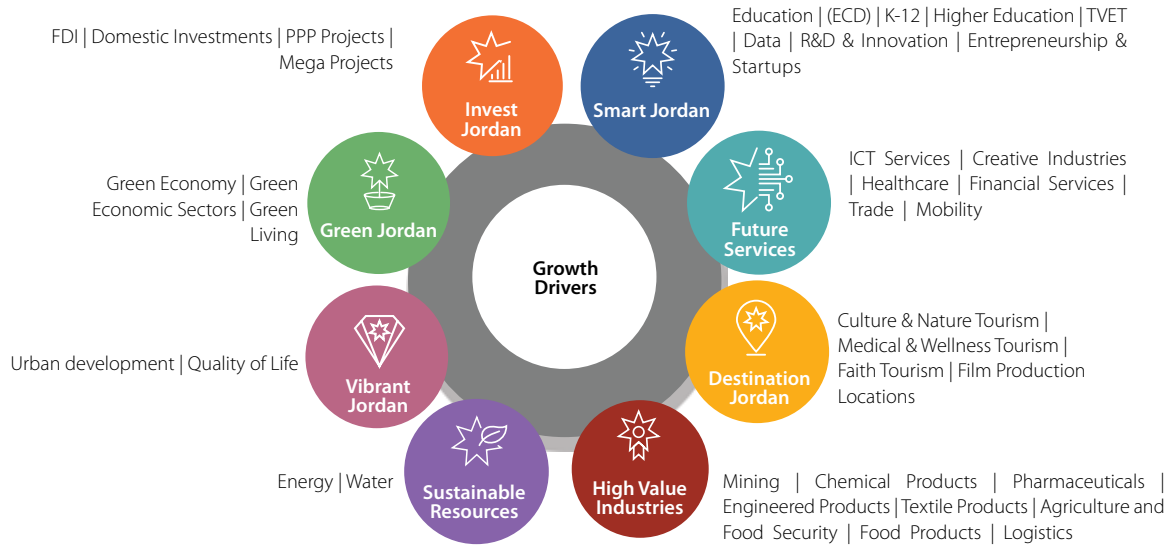 FDI | Domestic Investments | PPP Projects |
Mega Projects
Invest
Jordan
Education | (ECD) | K-12 | Higher Education | TVET
| Data | R&D & Innovation | Entrepreneurship &
Startups
Smart Jordan
ICT Services | Creative Industries
| Healthcare | Financial Services |
Trade | Mobility
Future
Services
Green Economy | Green
Economic Sectors | Green
Living
Green Jordan
Growth
Drivers
Culture & Nature Tourism |
Medical & Wellness Tourism |
Faith Tourism | Film Production
Locations
Destination
Jordan
Urban development | Quality of Life
Vibrant
Jordan
Energy | Water
Sustainable
Resources
High Value
Industries
Mining | Chemical Products | Pharmaceuticals |
Engineered Products | Textile Products | Agriculture and
Food Security | Food Products | Logistics